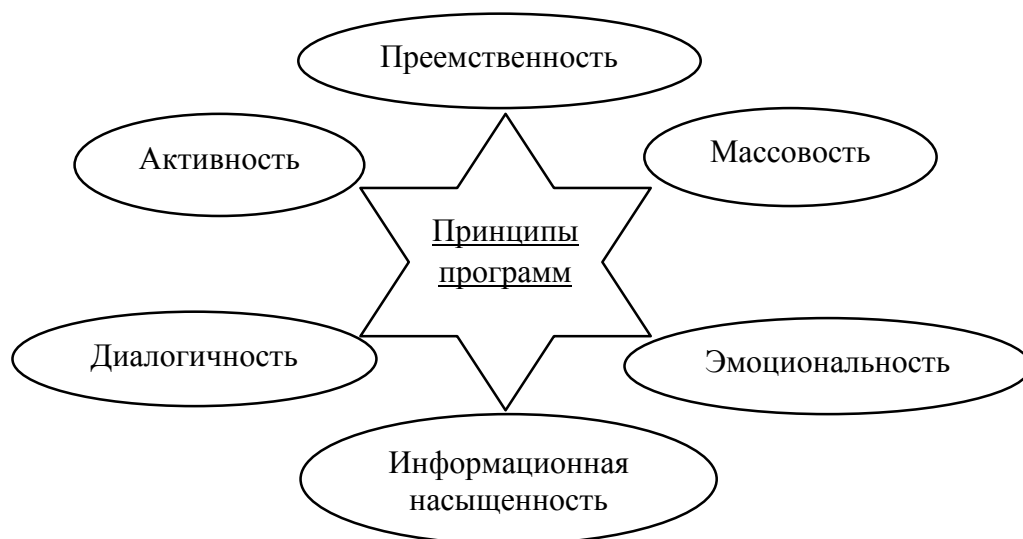 Преемственность
Активность
Массовость
Принципы
программ
Диалогичность
Эмоциональность
Информационная
насыщенность